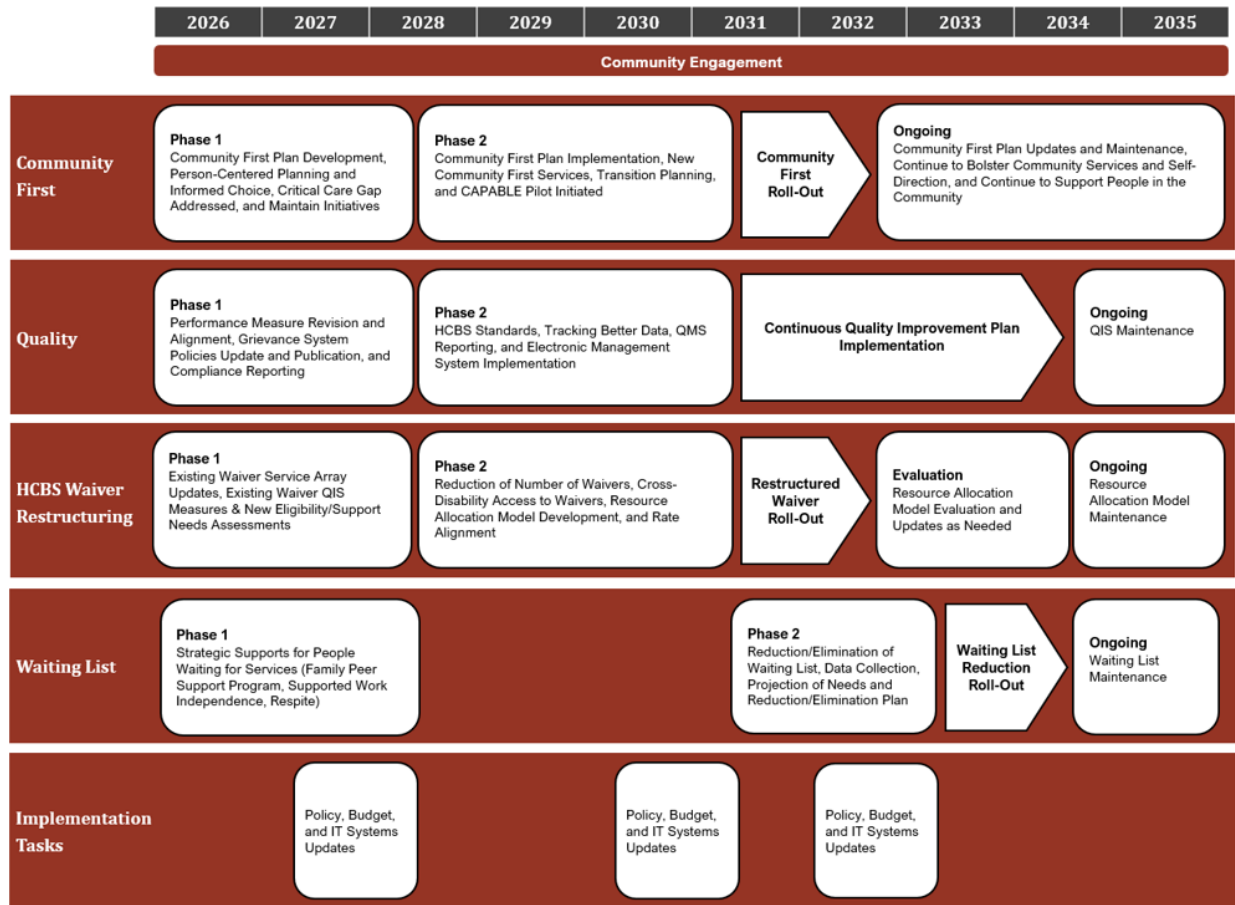 2026 2027 2028 2029 2030 2031 2032 2033 2034 2035
Community Engagement
Community
First
Phase 1
Community First Plan Development,
Person-Centered Planning and
Informed Choice, Critical Care Gap
Addressed, and Maintain Initiatives
Phase 2
Community First Plan Implementation, New
Community First Services, Transition Planning,
and CAPABLE Pilot Initiated
Community
First
Roll-Out
Ongoing
Community First Plan Updates and Maintenance,
Continue to Bolster Community Services and Self-
Direction, and Continue to Support People in the
Community
Quality
Phase 1
Performance Measure Revision and
Alignment, Grievance System
Policies Update and Publication, and
Compliance Reporting
Phase 2
HCBS Standards, Tracking Better Data, QMS
Reporting, and Electronic Management
System Implementation
Continuous Quality Improvement Plan
Implementation
Ongoing
QIS Maintenance
HCBS Waiver
Restructuring
Phase 1
Existing Waiver Service Array
Updates, Existing Waiver QIS
Measures & New Eligibility/Support
Needs Assessments
Phase 2
Reduction of Number of Waivers, Cross-
Disability Access to Waivers, Resource
Allocation Model Development, and Rate
Alignment
Restructured
Waiver
Roll-Out
Evaluation
Resource Allocation
Model Evaluation and
Updates as Needed
Ongoing
Resource
Allocation Model
Maintenance
Waiting List
Phase 1
Strategic Supports for People
Waiting for Services (Family Peer
Support Program, Supported Work
Independence, Respite)
Phase 2
Reduction/Elimination of
Waiting List, Data Collection,
Projection of Needs and
Reduction/Elimination Plan
Waiting List
Reduction
Roll-Out
Ongoing
Waiting List
Maintenance
Implementation
Tasks
Policy, Budget,
and IT Systems
Updates
Policy, Budget,
and IT Systems
Updates
Policy, Budget,
and IT Systems
Updates